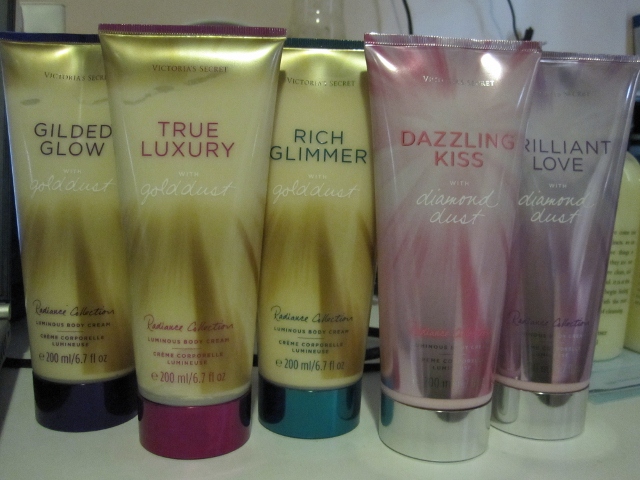 VICTORIA'S SECRET
GILDED
GLOW
WITH
gold dust
Radiance Collection
LUMINOUS BODY CREAM
CRÈME CORPORELLE
LUMINEUSE
e 200 ml/6.7 fl oz
VICTORIA'S SECRET
TRUE
LUXURY
WITH
gold dust
Radiance Collection
LUMINOUS BODY CREAM
CRÈME CORPORELLE
LUMINEUSE
e 200 ml/6.7 fl oz
VICTORIA'S SECRET
RICH
GLIMMER
WITH
gold dust
Radiance Collection
LUMINOUS BODY CREAM
CRÈME CORPORELLE
LUMINEUSE
e 200 ml/6.7 fl oz
VICTORIA'S SECRET
DAZZLING
KISS
WITH
diamond
dust
SECRET
RILLIANT
LOVE
WITH
diamond
dust
Radiance Collection